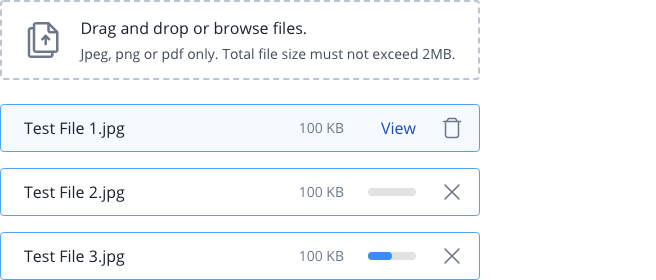 Drag and drop or browse files.
Jpeg, png or pdf only. Total file size must not exceed 2MB.
Test File 1.jpg 100 KB View
Test File 2.jpg 100 KB
Test File 3.jpg 100 KB